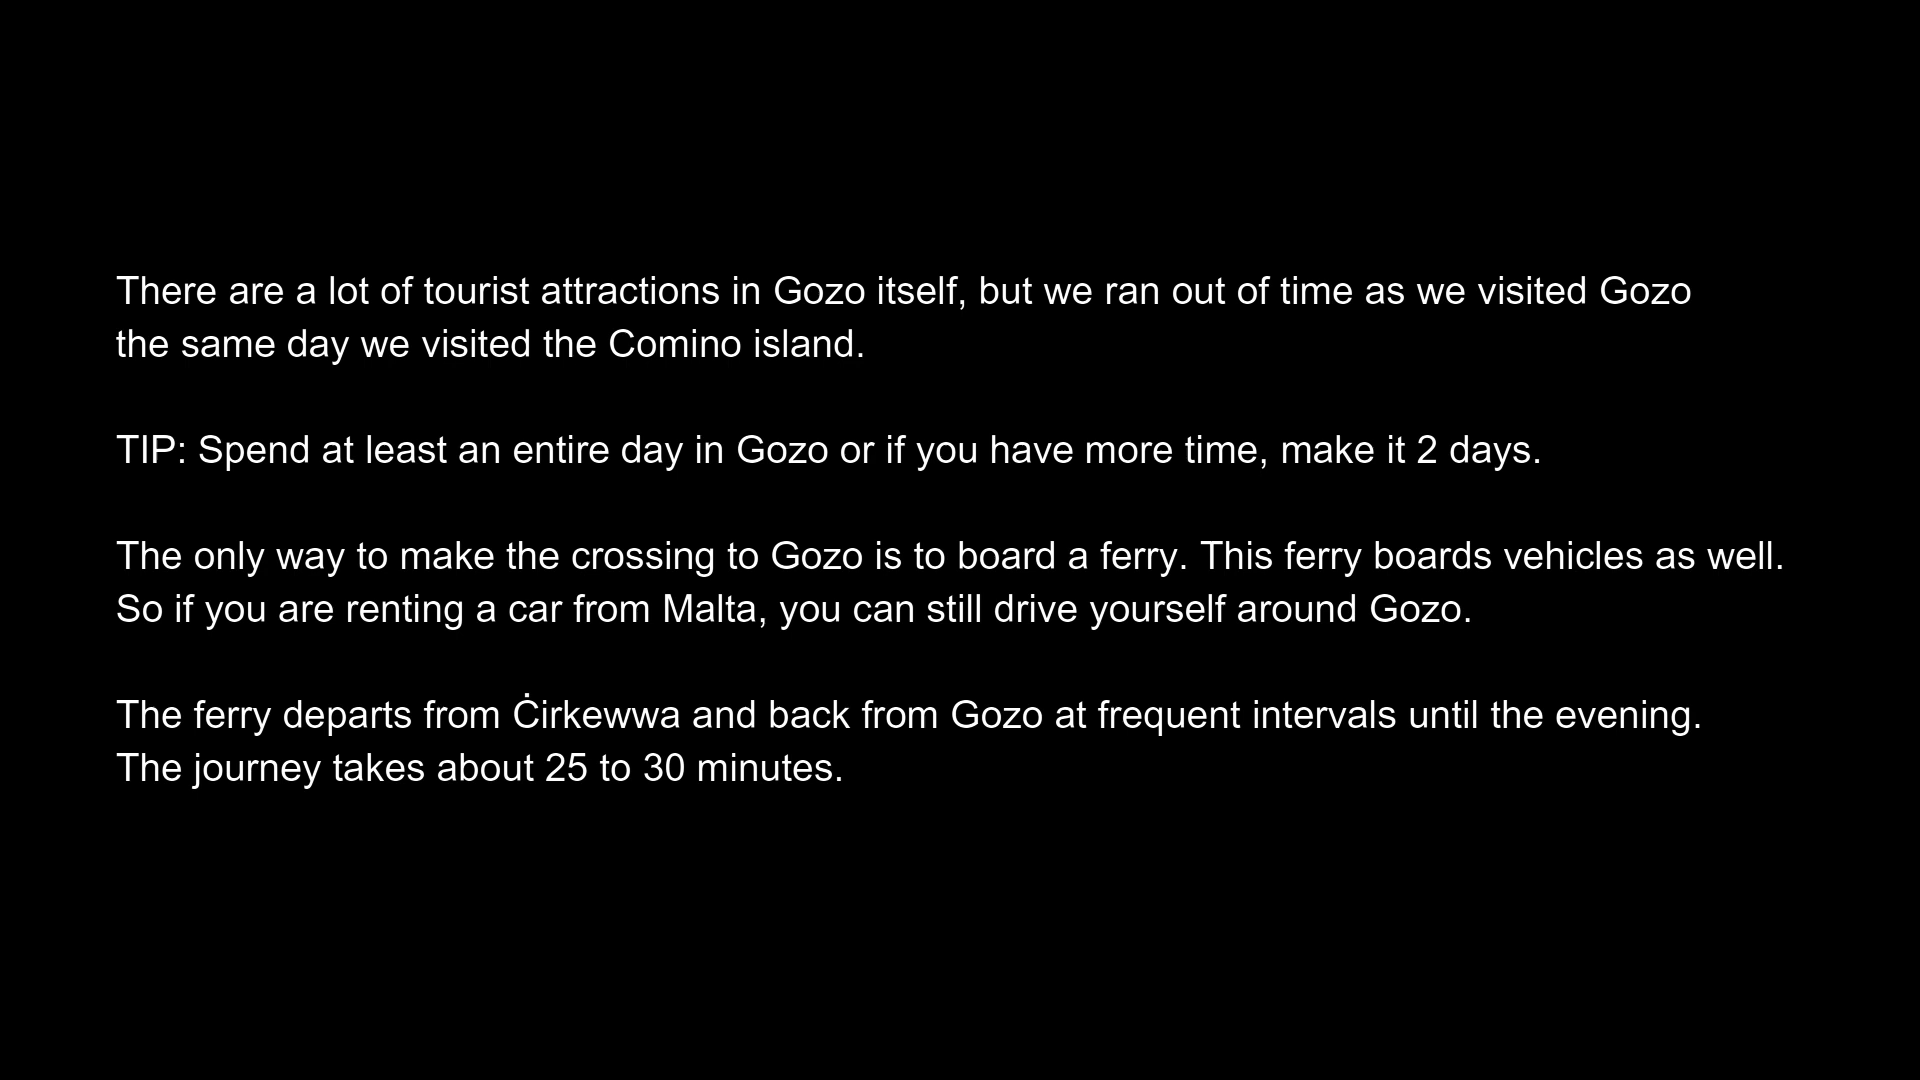 There are a lot of tourist attractions in Gozo itself, but we ran out of time as we visited Gozo
the same day we visited the Comino island.
TIP: Spend at least an entire day in Gozo or if you have more time, make it 2 days.
The only way to make the crossing to Gozo is to board a ferry. This ferry boards vehicles as well.
So if you are renting a car from Malta, you can still drive yourself around Gozo.
The ferry departs from Ċirkewwa and back from Gozo at frequent intervals until the evening.
The journey takes about 25 to 30 minutes.